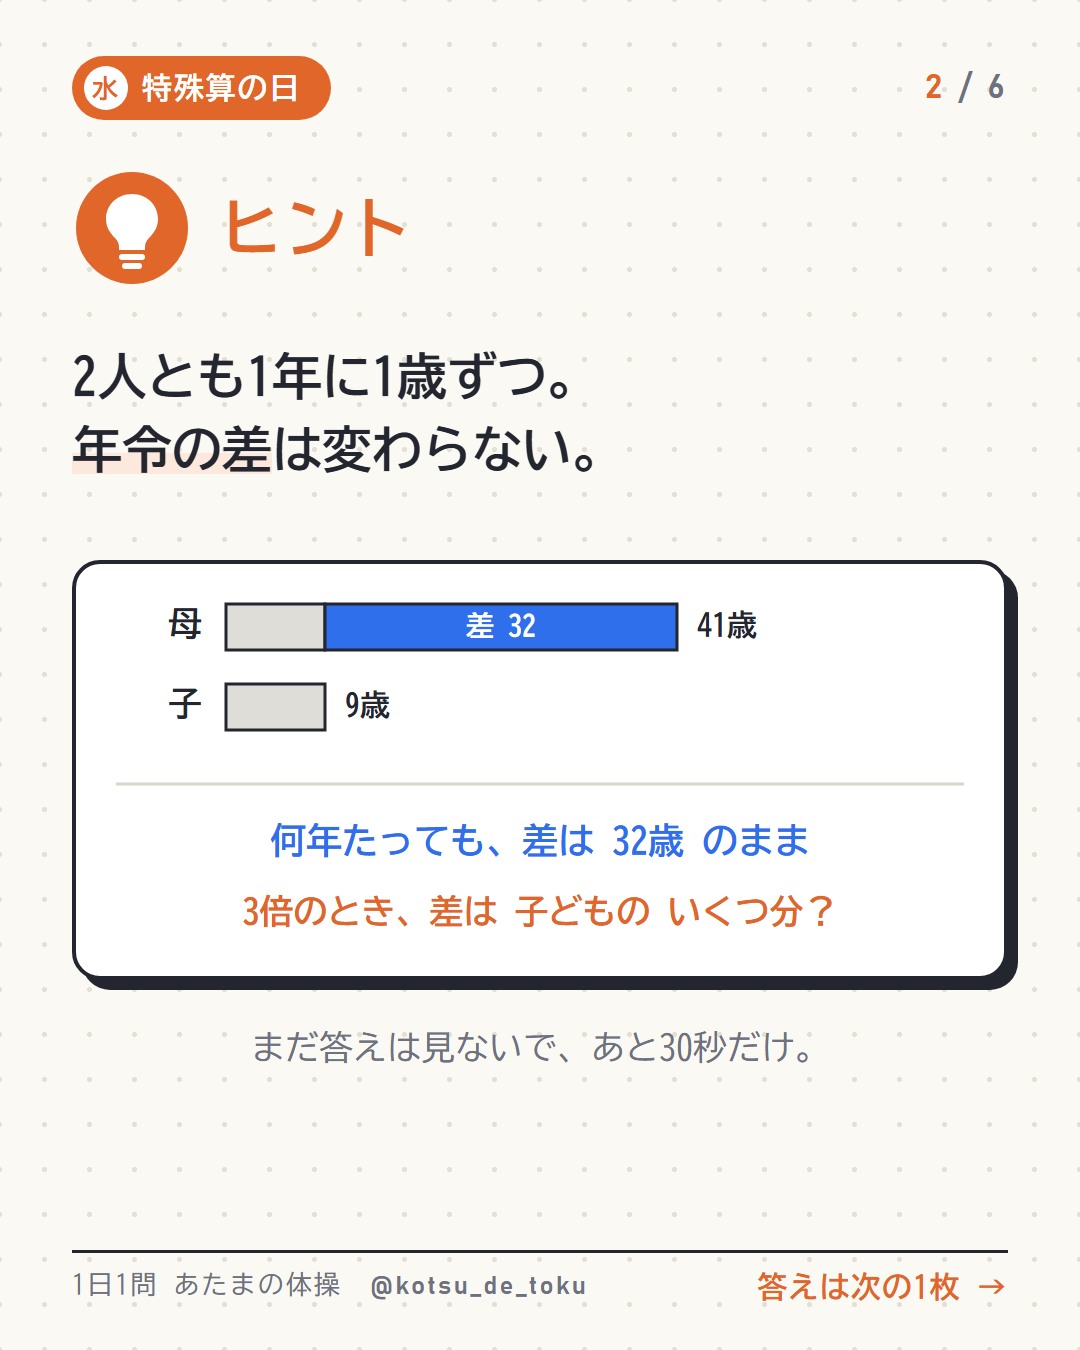 水 特殊算の日
2 / 6
ヒント
2人とも1年に1歳ずつ。
年令の差は変わらない。
母 差 32 41歳
子 9歳
何年たっても、差は 32歳 のまま
3倍のとき、差は 子どもの いくつ分？
まだ答えは見ないで、あと30秒だけ。
1日1問 あたまの体操 @kotsu_de_toku
答えは次の1枚 →